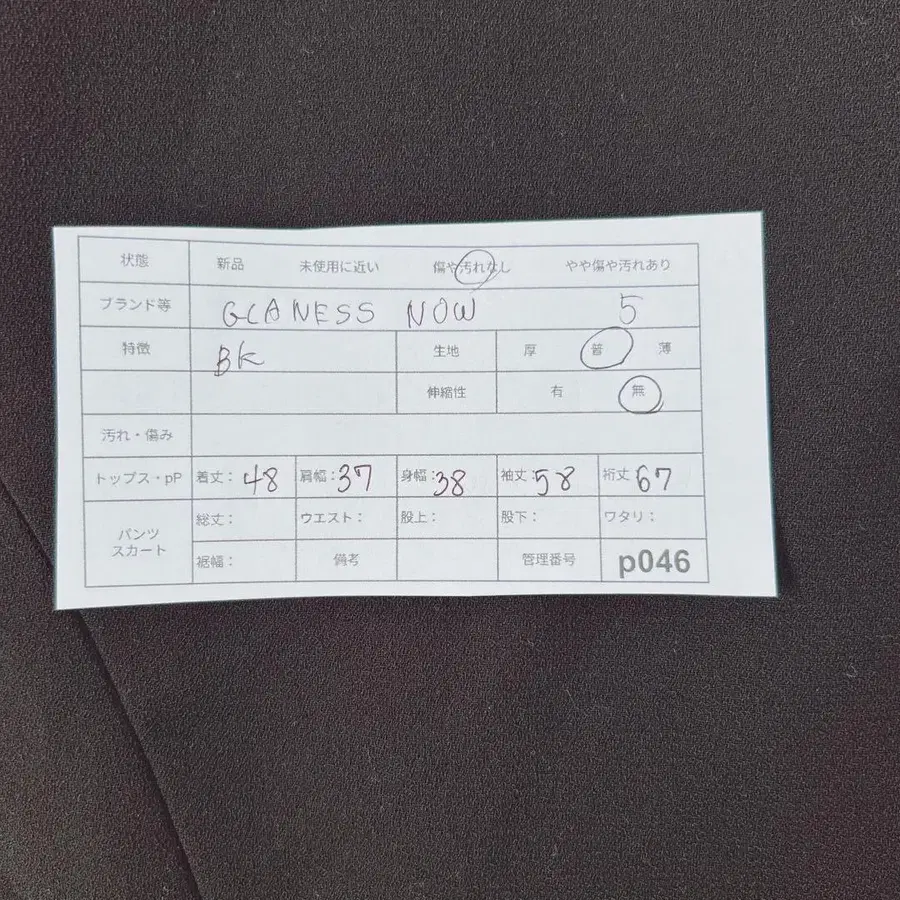 状態 新品 未使用に近い 傷や汚れなし やや傷や汚れあり
ブランド等 GLANESS NOW 5
特徴 BK 生地 厚 普 薄
伸縮性 有 無
汚れ・傷み
トップス・pP 着丈：48 肩幅：37 身幅：38 袖丈：58 裄丈 67
パンツ スカート 総丈： ウエスト： 股上： 股下： ワタリ：
裾幅： 備考 管理番号 p046